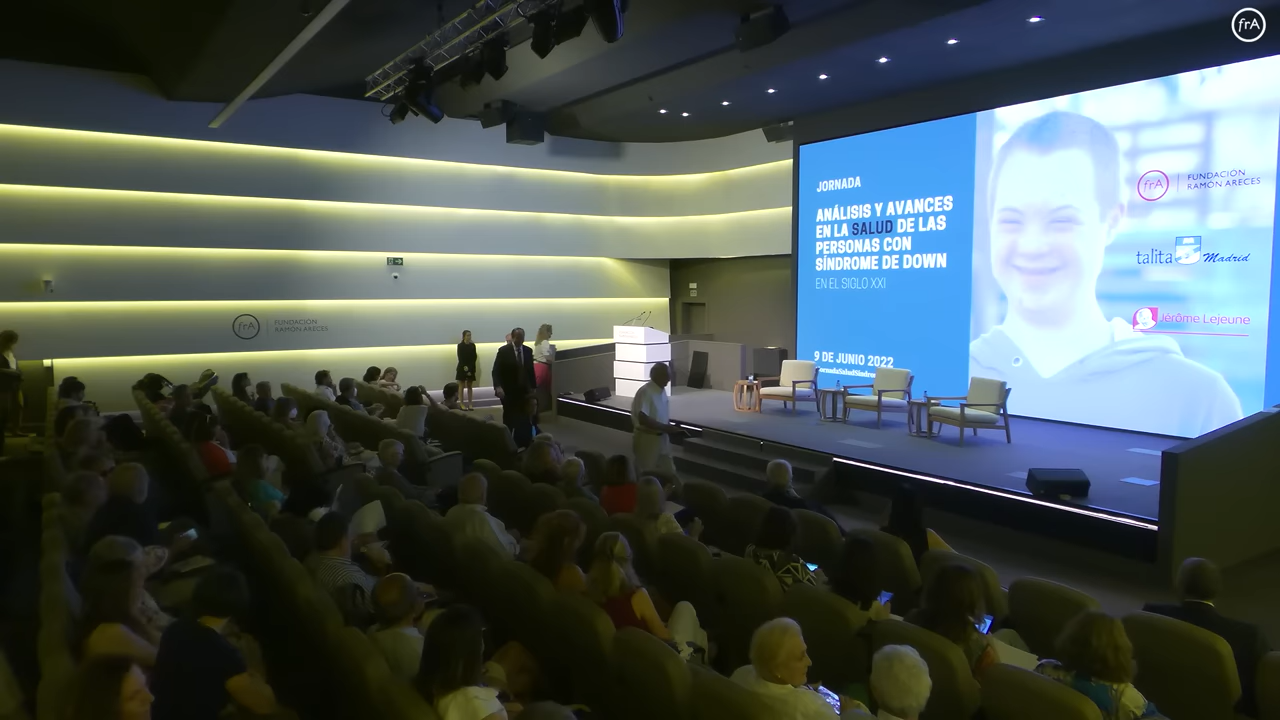 frA
JORNADA
ANÁLISIS Y AVANCES
EN LA SALUD DE LAS
PERSONAS CON
SÍNDROME DE DOWN
EN EL SIGLO XXI
9 DE JUNIO 2022
frA FUNDACIÓN
RAMÓN ARECES
talita Madrid
Jérôme Lejeune
frA FUNDACIÓN
RAMÓN ARECES